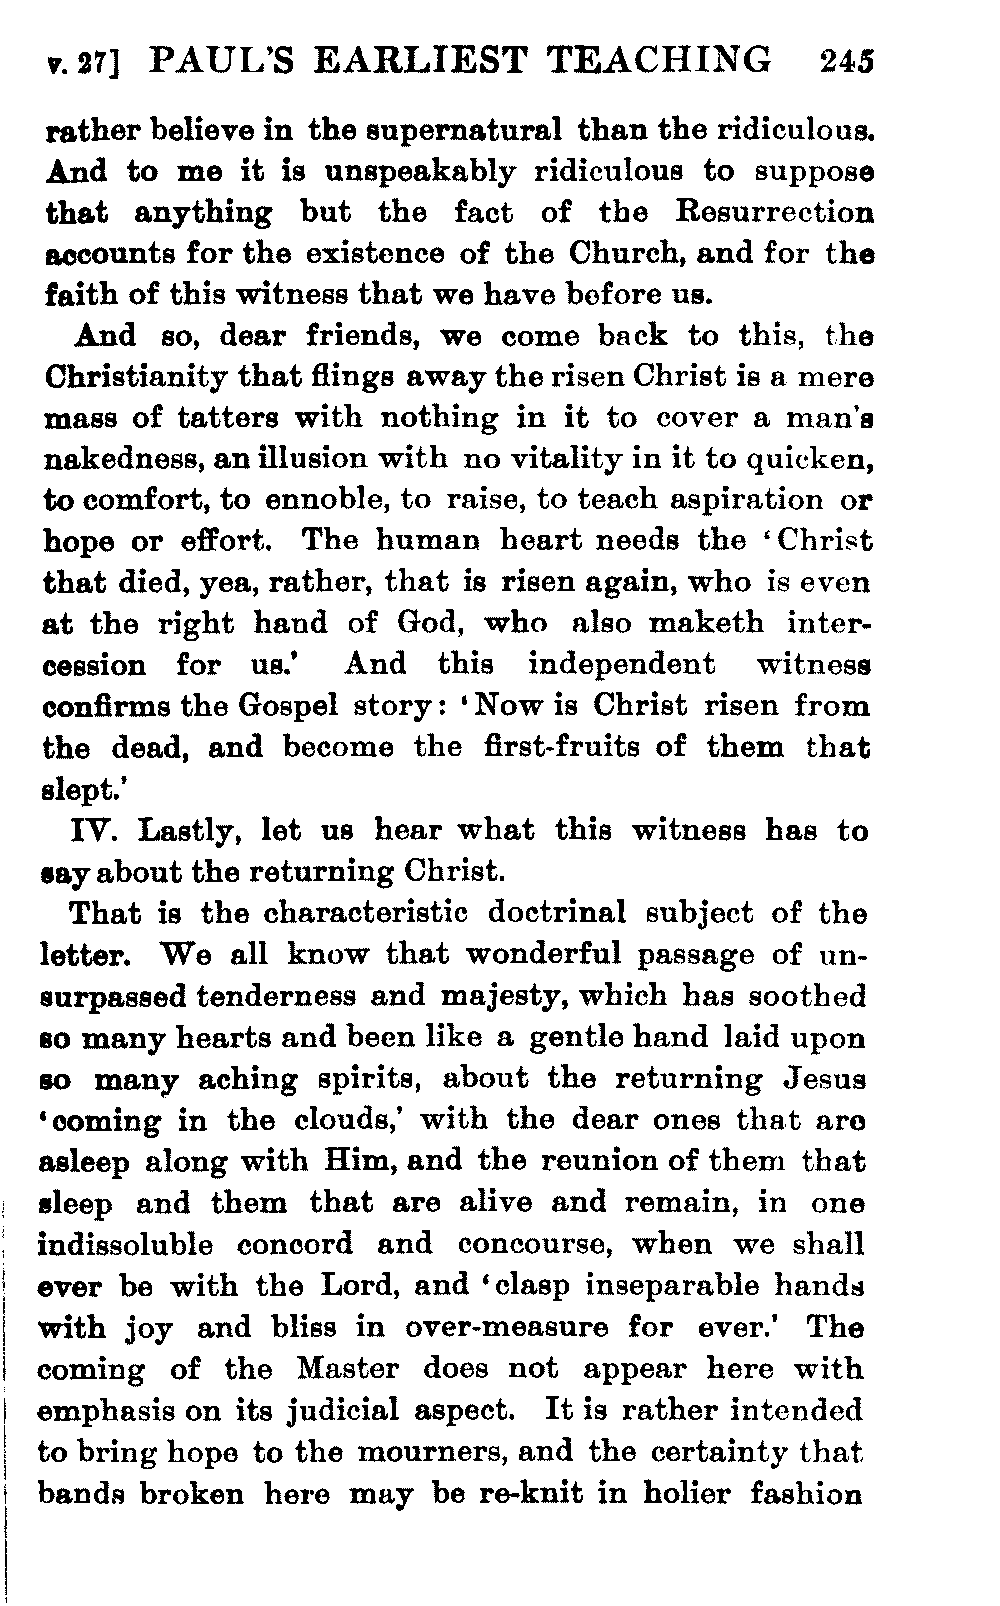 v. 27] PAUL'S EARLIEST TEACHING 245
rather believe in the supernatural than the ridiculous.
And to me it is unspeakably ridiculous to suppose
that anything but the fact of the Resurrection
accounts for the existence of the Church, and for the
faith of this witness that we have before us.
And so, dear friends, we come back to this, the
Christianity that flings away the risen Christ is a mere
mass of tatters with nothing in it to cover a man's
nakedness, an illusion with no vitality in it to quicken,
to comfort, to ennoble, to raise, to teach aspiration or
hope or effort. The human heart needs the ‘Christ
that died, yea, rather, that is risen again, who is even
at the right hand of God, who also maketh inter-
cession for us.’ And this independent witness
confirms the Gospel story: ‘Now is Christ risen from
the dead, and become the first-fruits of them that
slept.’
IV. Lastly, let us hear what this witness has to
say about the returning Christ.
That is the characteristic doctrinal subject of the
letter. We all know that wonderful passage of un-
surpassed tenderness and majesty, which has soothed
so many hearts and been like a gentle hand laid upon
so many aching spirits, about the returning Jesus
‘coming in the clouds,’ with the dear ones that are
asleep along with Him, and the reunion of them that
sleep and them that are alive and remain, in one
indissoluble concord and concourse, when we shall
ever be with the Lord, and ‘clasp inseparable hands
with joy and bliss in over-measure for ever.’ The
coming of the Master does not appear here with
emphasis on its judicial aspect. It is rather intended
to bring hope to the mourners, and the certainty that
bands broken here may be re-knit in holier fashion